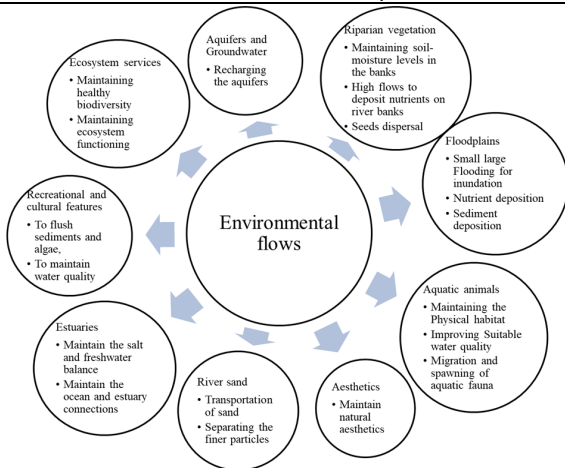 Aquifers and
Groundwater
• Recharging
the aquifers
Riparian vegetation
• Maintaining soil-
moisture levels in
the banks
• High flows to
deposit nutrients on
river banks
• Seeds dispersal
Floodplains
• Small large
Flooding for
inundation
• Nutrient deposition
• Sediment
deposition
Aquatic animals
• Maintaining the
Physical habitat
• Improving Suitable
water quality
• Migration and
spawning of
aquatic fauna
Aesthetics
• Maintain
natural
aesthetics
River sand
• Transportation
of sand
• Separating the
finer particles
Estuaries
• Maintain the salt
and freshwater
balance
• Maintain the
ocean and estuary
connections
Recreational and
cultural features
• To flush
sediments and
algae,
• To maintain
water quality
Ecosystem services
• Maintaining
healthy
biodiversity
• Maintaining
ecosystem
functioning
Environmental
flows